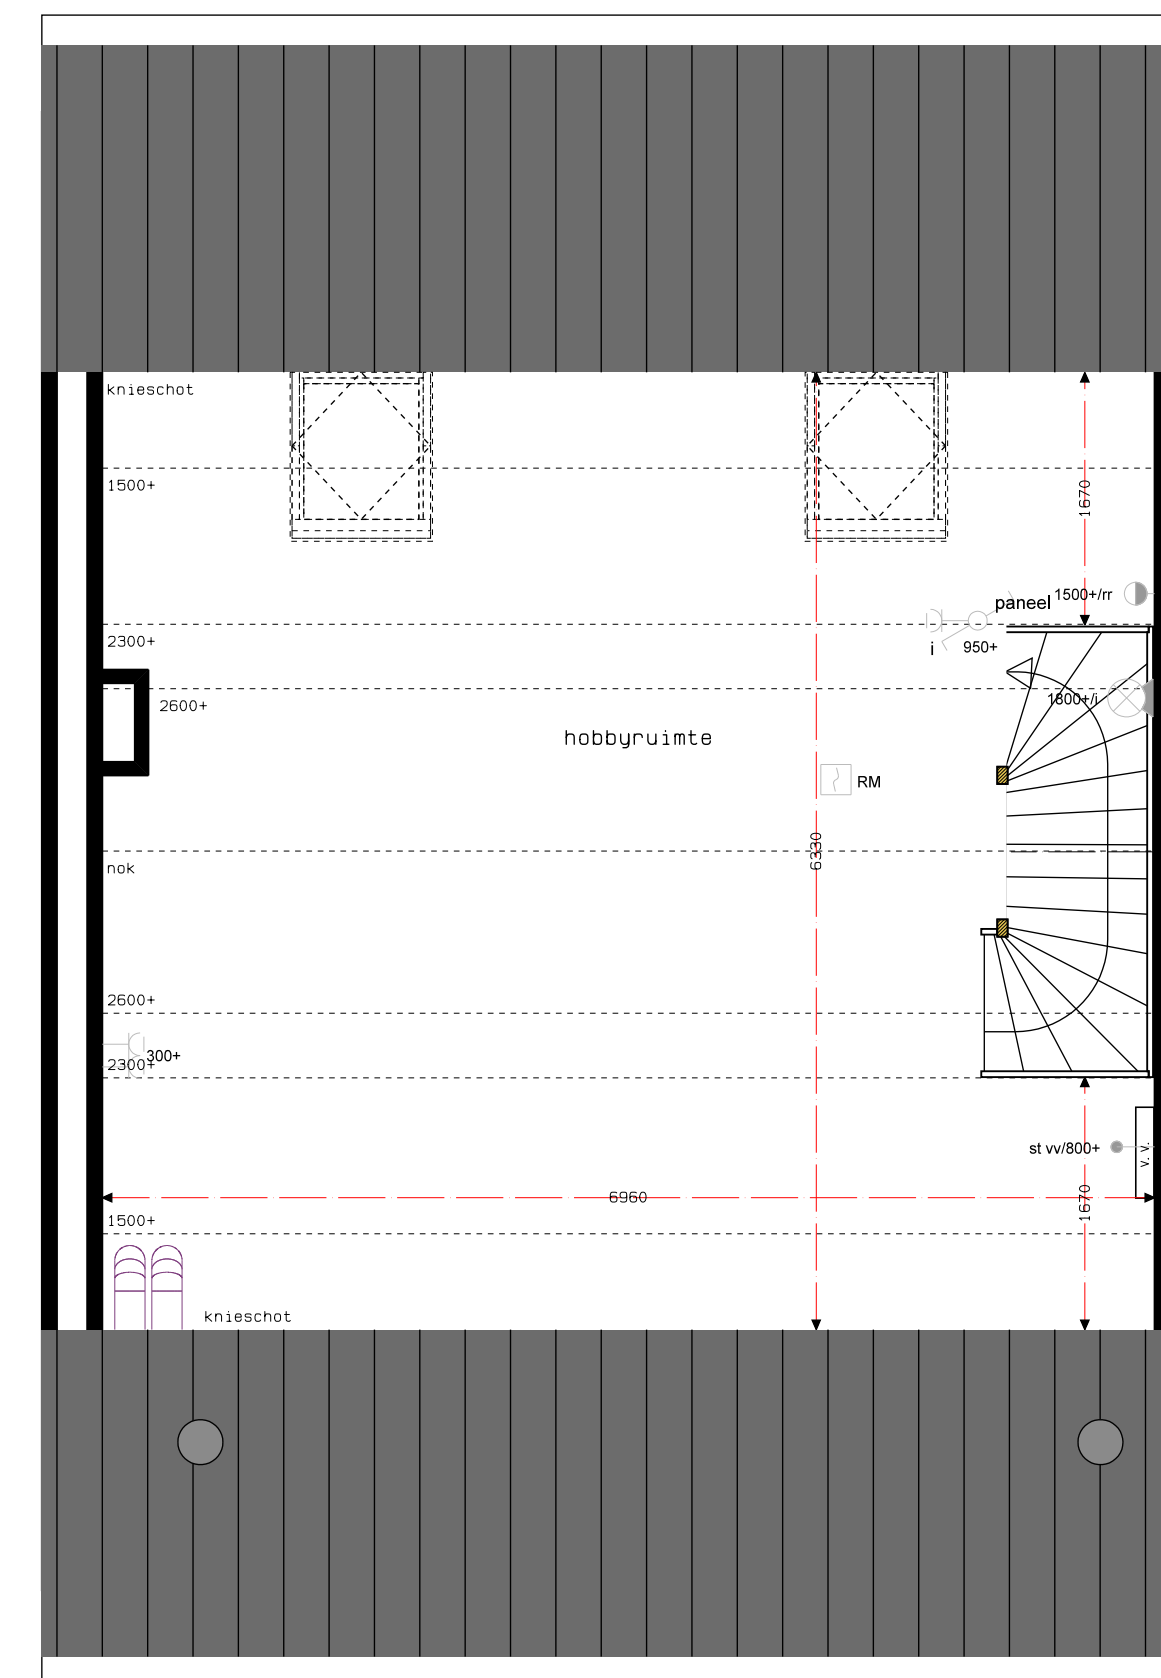 knieschot
1500+
1670
paneel
1500+/rr
2300+
i
950+
1800+/i
2600+
hobbyruimte
RM
6330
nok
2600+
300+
2300+
st vv/800+
v.v.
6960
1670
1500+
knieschot